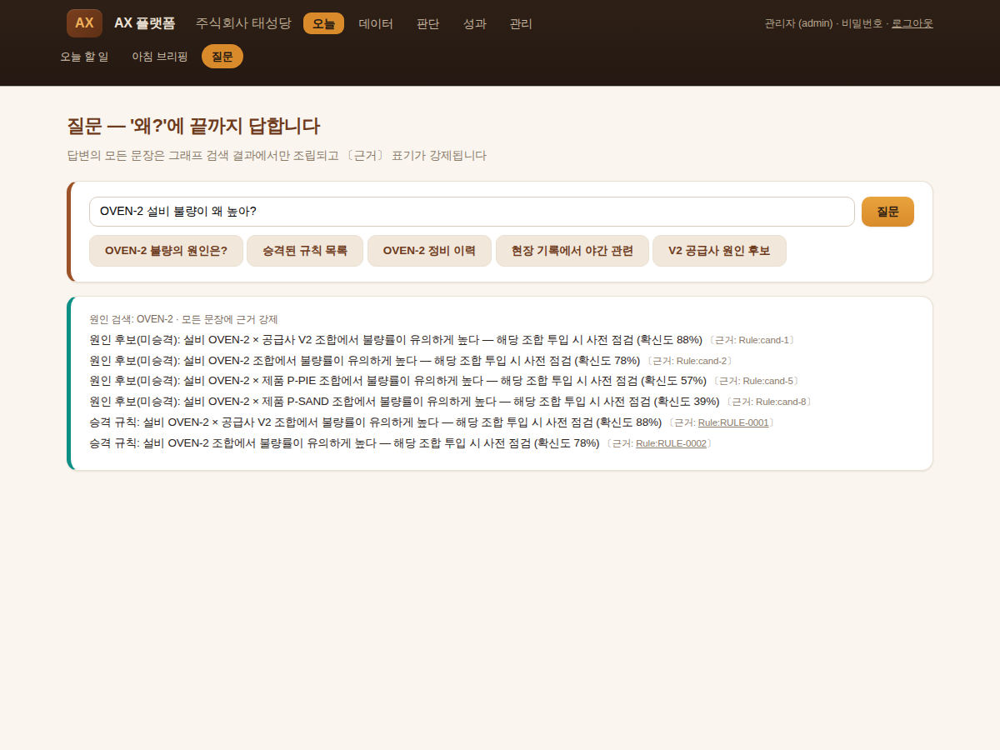 AX AX 플랫폼 주식회사 태성당 오늘 데이터 판단 성과 관리 관리자 (admin) · 비밀번호 · 로그아웃
오늘 할 일 아침 브리핑 질문
질문 — '왜?'에 끝까지 답합니다
답변의 모든 문장은 그래프 검색 결과에서만 조립되고 〔근거〕 표기가 강제됩니다
OVEN-2 설비 불량이 왜 높아? 질문
OVEN-2 불량의 원인은? 승격된 규칙 목록 OVEN-2 정비 이력 현장 기록에서 야간 관련 V2 공급사 원인 후보
원인 검색: OVEN-2 · 모든 문장에 근거 강제
원인 후보(미승격): 설비 OVEN-2 × 공급사 V2 조합에서 불량률이 유의하게 높다 — 해당 조합 투입 시 사전 점검 (확신도 88%) 〔근거: Rule:cand-1〕
원인 후보(미승격): 설비 OVEN-2 조합에서 불량률이 유의하게 높다 — 해당 조합 투입 시 사전 점검 (확신도 78%) 〔근거: Rule:cand-2〕
원인 후보(미승격): 설비 OVEN-2 × 제품 P-PIE 조합에서 불량률이 유의하게 높다 — 해당 조합 투입 시 사전 점검 (확신도 57%) 〔근거: Rule:cand-5〕
원인 후보(미승격): 설비 OVEN-2 × 제품 P-SAND 조합에서 불량률이 유의하게 높다 — 해당 조합 투입 시 사전 점검 (확신도 39%) 〔근거: Rule:cand-8〕
승격 규칙: 설비 OVEN-2 × 공급사 V2 조합에서 불량률이 유의하게 높다 — 해당 조합 투입 시 사전 점검 (확신도 88%) 〔근거: Rule:RULE-0001〕
승격 규칙: 설비 OVEN-2 조합에서 불량률이 유의하게 높다 — 해당 조합 투입 시 사전 점검 (확신도 78%) 〔근거: Rule:RULE-0002〕